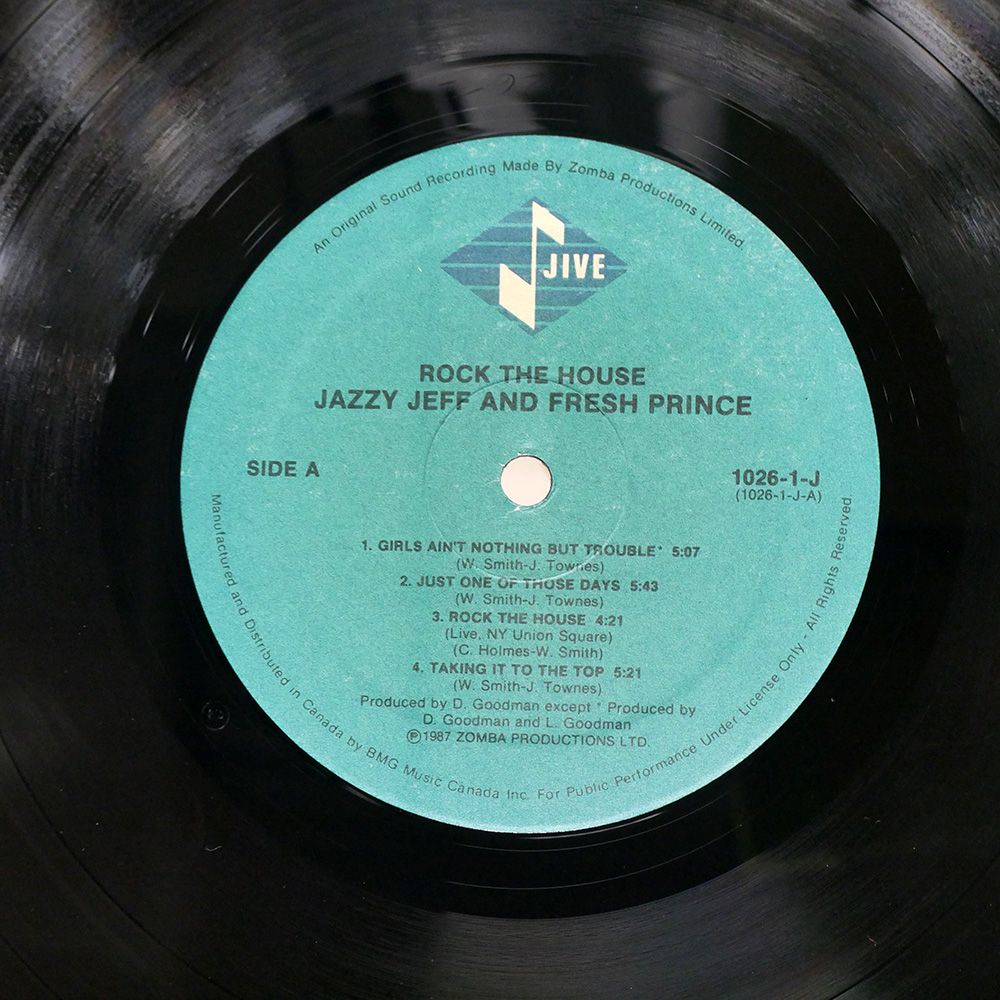 An Original Sound Recording Made By Zomba Productions Limited
JIVE
ROCK THE HOUSE
JAZZY JEFF AND FRESH PRINCE
SIDE A
1026-1-J
(1026-1-J-A)
1. GIRLS AIN'T NOTHING BUT TROUBLE* 5:07
(W. Smith-J. Townes)
2. JUST ONE OF THOSE DAYS 5:43
(W. Smith-J. Townes)
3. ROCK THE HOUSE 4:21
(Live, NY Union Square)
(C. Holmes-W. Smith)
4. TAKING IT TO THE TOP 5:21
(W. Smith-J. Townes)
Produced by D. Goodman except * Produced by
D. Goodman and L. Goodman
℗1987 ZOMBA PRODUCTIONS LTD.
Manufactured and Distributed in Canada by BMG Music Canada Inc. For Public Performance Under License Only - All Rights Reserved